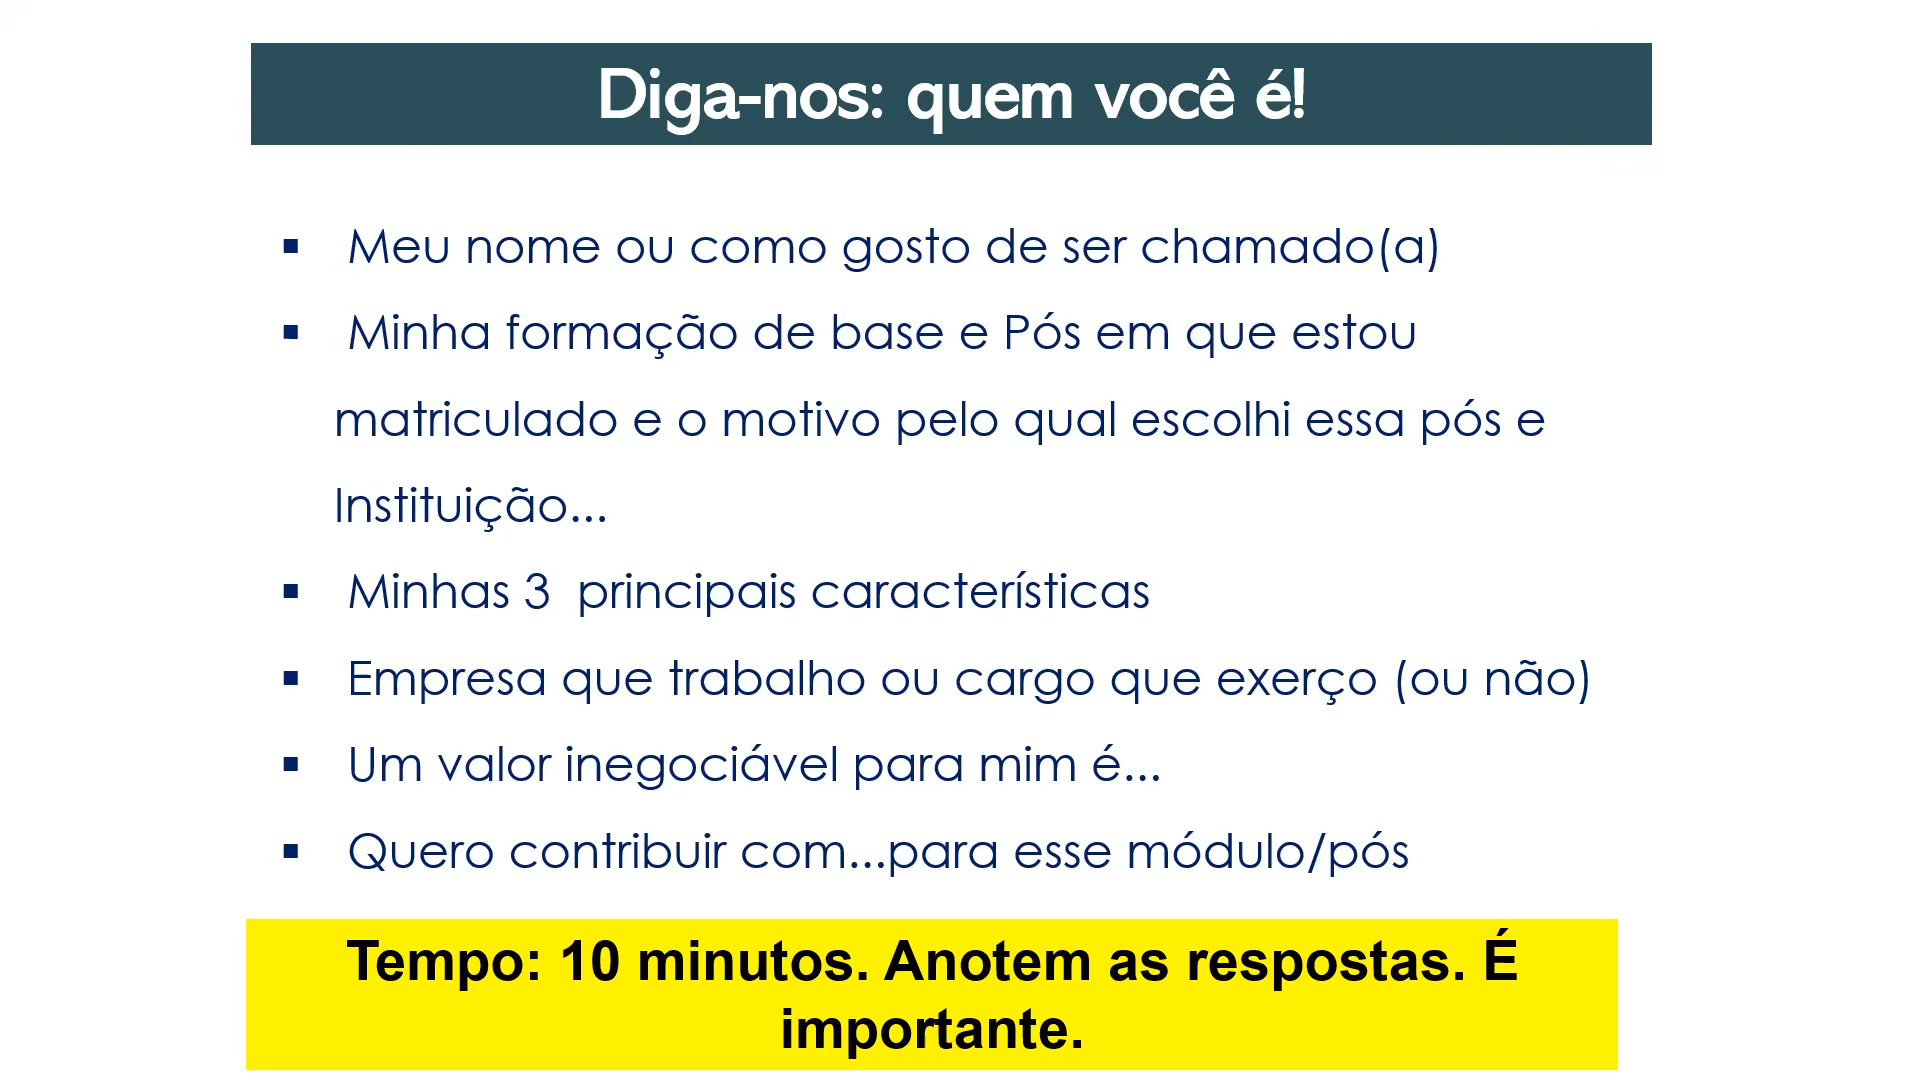 Diga-nos: quem você é!
▪ Meu nome ou como gosto de ser chamado(a)
▪ Minha formação de base e Pós em que estou
matriculado e o motivo pelo qual escolhi essa pós e
Instituição...
▪ Minhas 3  principais características
▪ Empresa que trabalho ou cargo que exerço (ou não)
▪ Um valor inegociável para mim é...
▪ Quero contribuir com...para esse módulo/pós
Tempo: 10 minutos. Anotem as respostas. É
importante.